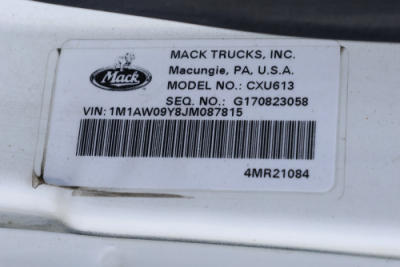 Mack
MACK TRUCKS, INC.
Macungie, PA, U.S.A.
MODEL NO.: CXU613
SEQ. NO.: G170823058
VIN: 1M1AW09Y8JM087815
4MR21084